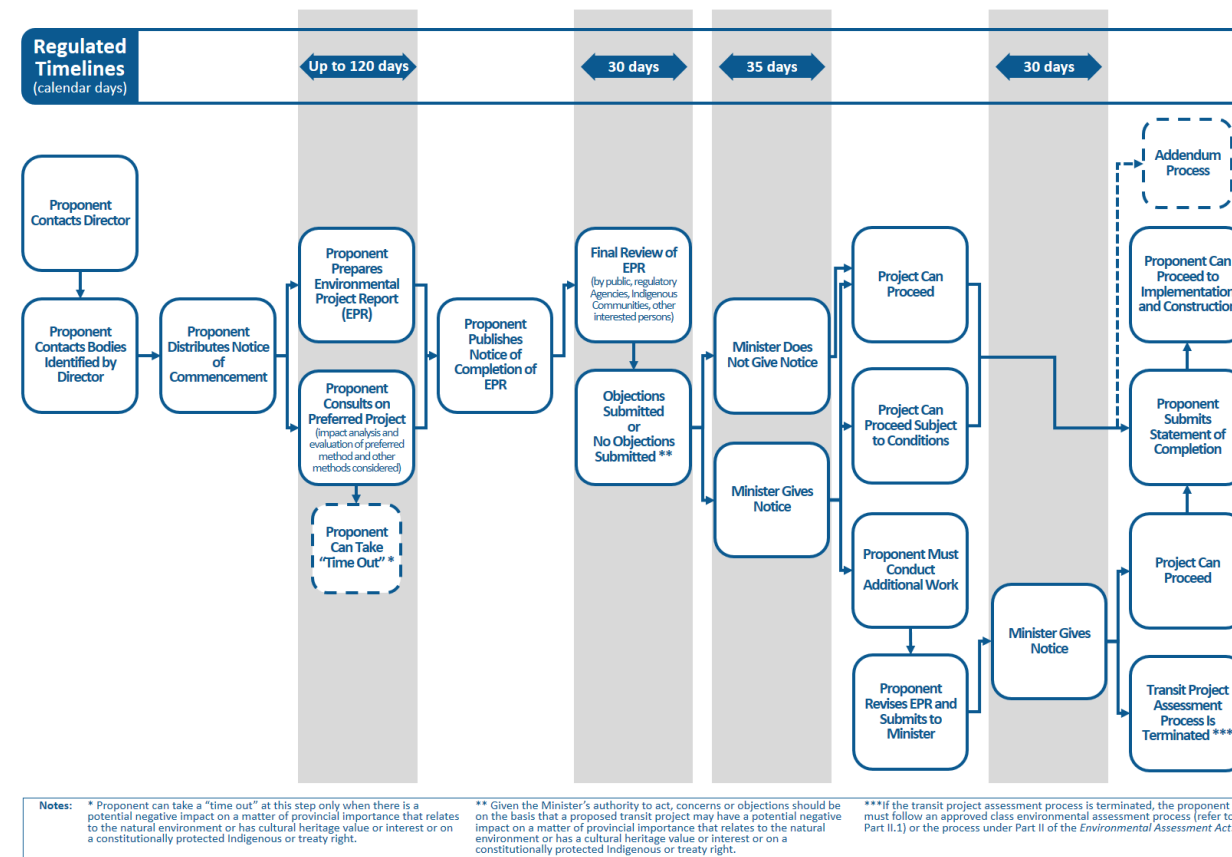 Regulated
Timelines
(calendar days)
Up to 120 days
30 days
35 days
30 days
Proponent
Contacts Director
Proponent
Contacts Bodies
Identified by
Director
Proponent
Distributes Notice
of
Commencement
Proponent
Prepares
Environmental
Project Report
(EPR)
Proponent
Consults on
Preferred Project
(impact analysis and
evaluation of preferred
method and other
methods considered)
Proponent
Can Take
“Time Out” *
Proponent
Publishes
Notice of
Completion of
EPR
Final Review of
EPR
(by public, regulatory
Agencies, Indigenous
Communities, other
interested persons)
Objections
Submitted
or
No Objections
Submitted **
Minister Does
Not Give Notice
Minister Gives
Notice
Project Can
Proceed
Project Can
Proceed Subject
to Conditions
Proponent Must
Conduct
Additional Work
Proponent
Revises EPR and
Submits to
Minister
Minister Gives
Notice
Addendum
Process
Proponent Can
Proceed to
Implementation
and Construction
Proponent
Submits
Statement of
Completion
Project Can
Proceed
Transit Project
Assessment
Process Is
Terminated ***
Notes:
* Proponent can take a “time out” at this step only when there is a
potential negative impact on a matter of provincial importance that relates
to the natural environment or has cultural heritage value or interest or on
a constitutionally protected Indigenous or treaty right.
** Given the Minister’s authority to act, concerns or objections should be
on the basis that a proposed transit project may have a potential negative
impact on a matter of provincial importance that relates to the natural
environment or has a cultural heritage value or interest or on a
constitutionally protected Indigenous or treaty right.
***If the transit project assessment process is terminated, the proponent
must follow an approved class environmental assessment process (refer to
Part II.1) or the process under Part II of the Environmental Assessment Act.